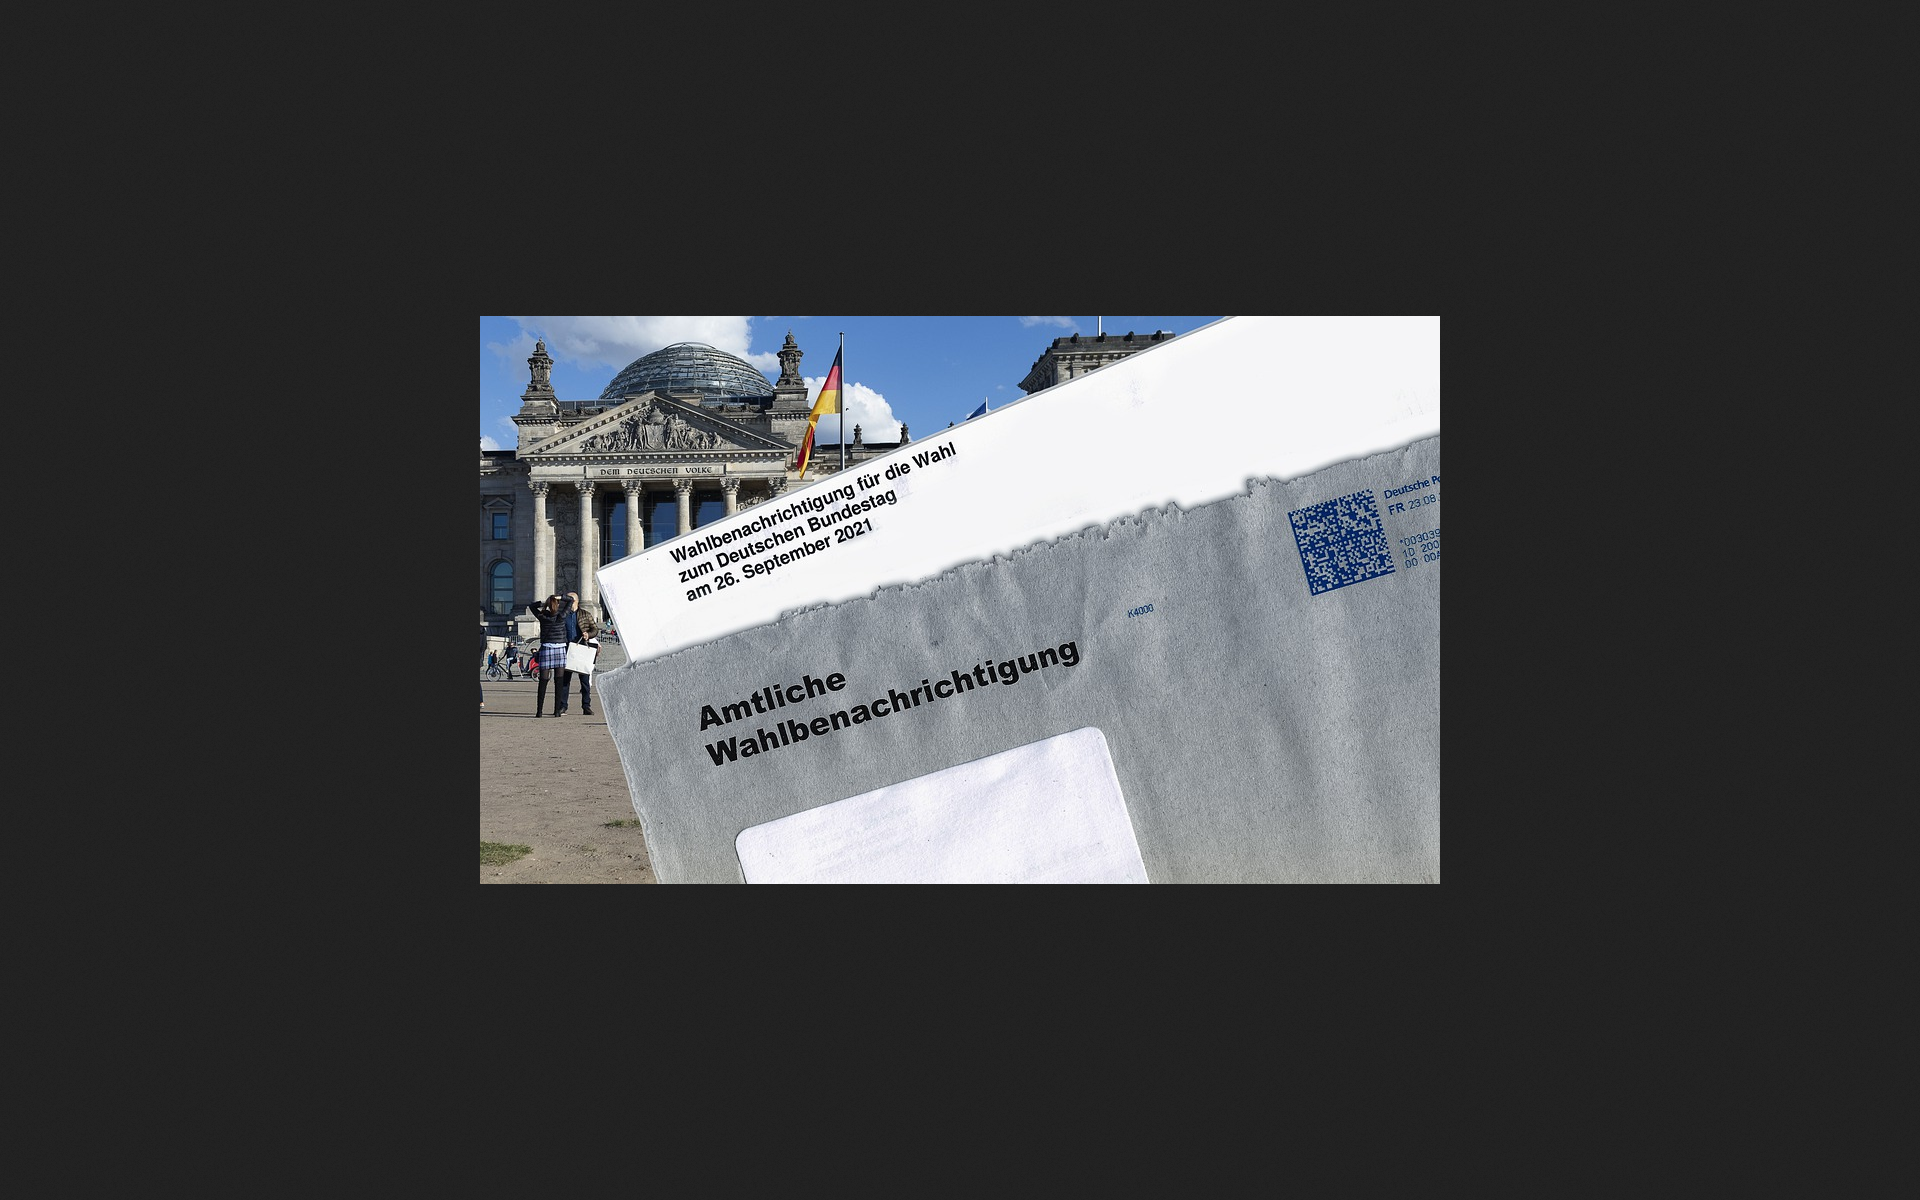 DEM DEUTSCHEN VOLKE
Wahlbenachrichtigung für die Wahl
zum Deutschen Bundestag
am 26. September 2021
Deutsche
FR 23.08.
K4000
Amtliche
Wahlbenachrichtigung